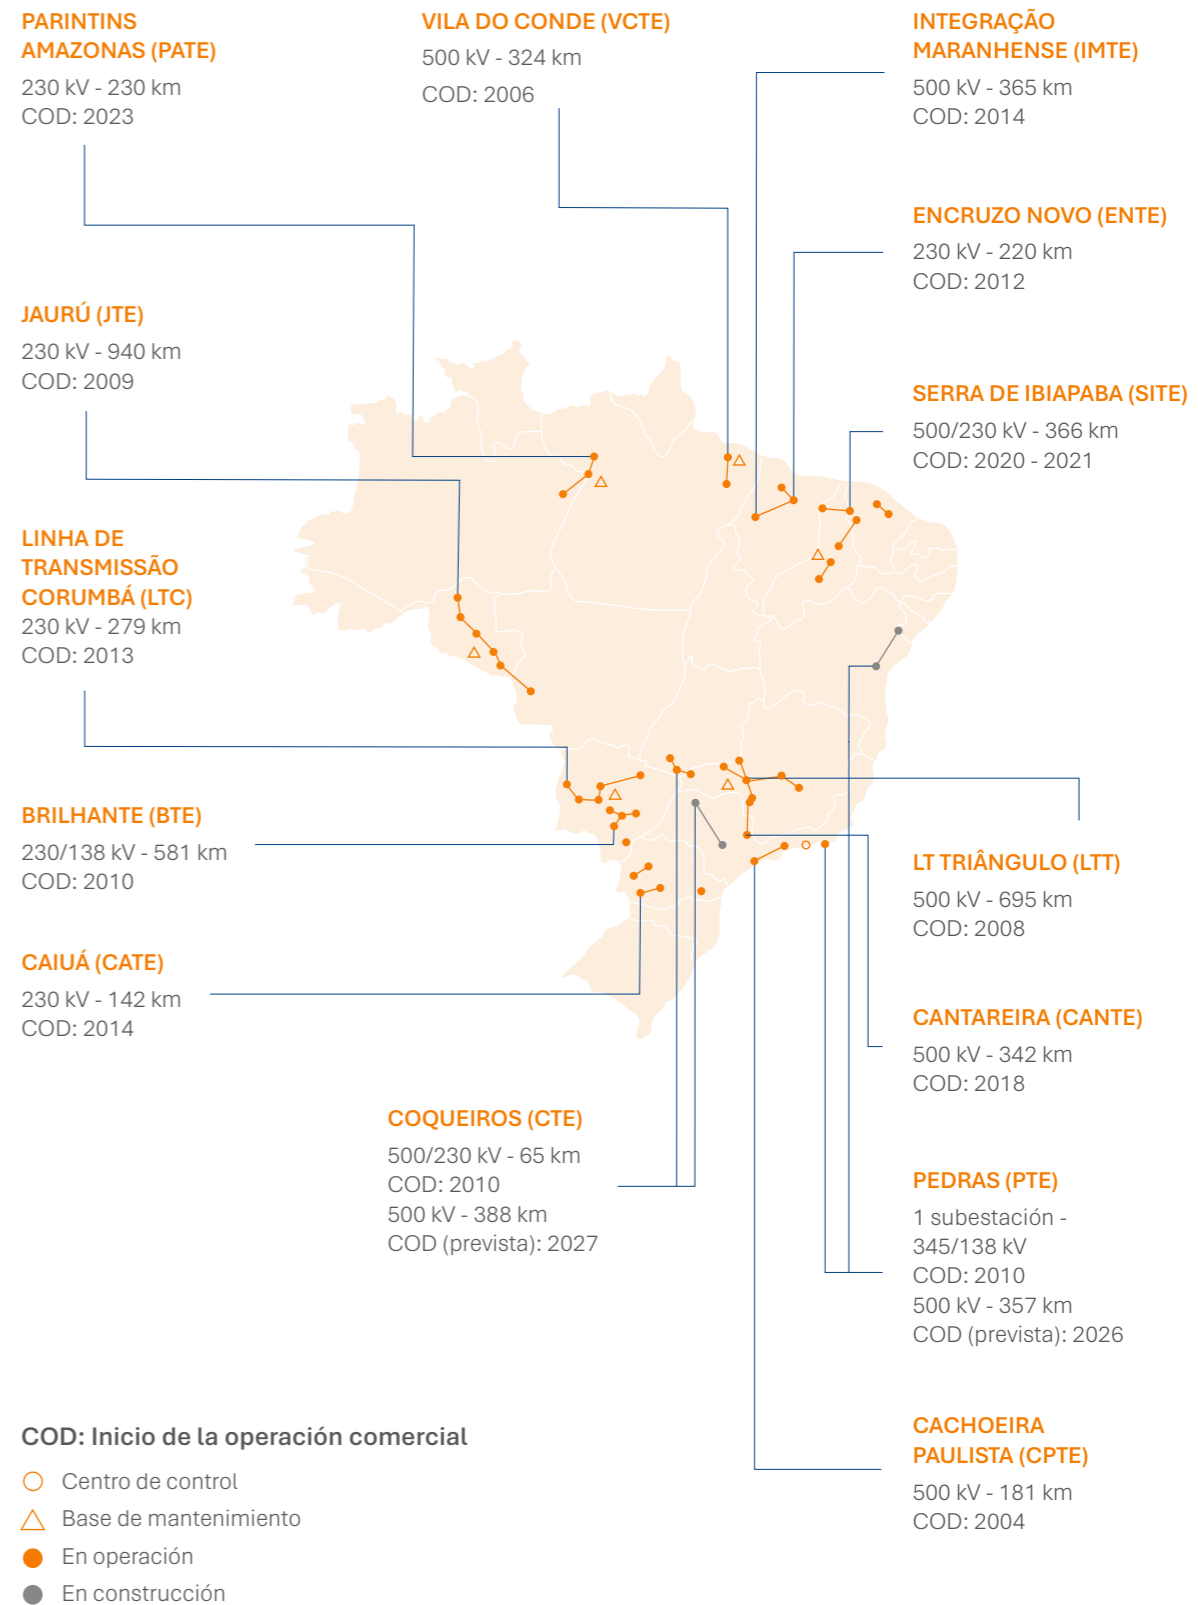 PARINTINS
AMAZONAS (PATE)
230 kV - 230 km
COD: 2023
VILA DO CONDE (VCTE)
500 kV - 324 km
COD: 2006
INTEGRAÇÃO
MARANHENSE (IMTE)
500 kV - 365 km
COD: 2014
ENCRUZO NOVO (ENTE)
230 kV - 220 km
COD: 2012
JAURÚ (JTE)
230 kV - 940 km
COD: 2009
SERRA DE IBIAPABA (SITE)
500/230 kV - 366 km
COD: 2020 - 2021
LINHA DE
TRANSMISSÃO
CORUMBÁ (LTC)
230 kV - 279 km
COD: 2013
BRILHANTE (BTE)
230/138 kV - 581 km
COD: 2010
LT TRIÂNGULO (LTT)
500 kV - 695 km
COD: 2008
CAIUÁ (CATE)
230 kV - 142 km
COD: 2014
CANTAREIRA (CANTE)
500 kV - 342 km
COD: 2018
COQUEIROS (CTE)
500/230 kV - 65 km
COD: 2010
500 kV - 388 km
COD (prevista): 2027
PEDRAS (PTE)
1 subestación -
345/138 kV
COD: 2010
500 kV - 357 km
COD (prevista): 2026
CACHOEIRA
PAULISTA (CPTE)
500 kV - 181 km
COD: 2004
COD: Inicio de la operación comercial
Centro de control
Base de mantenimiento
En operación
En construcción